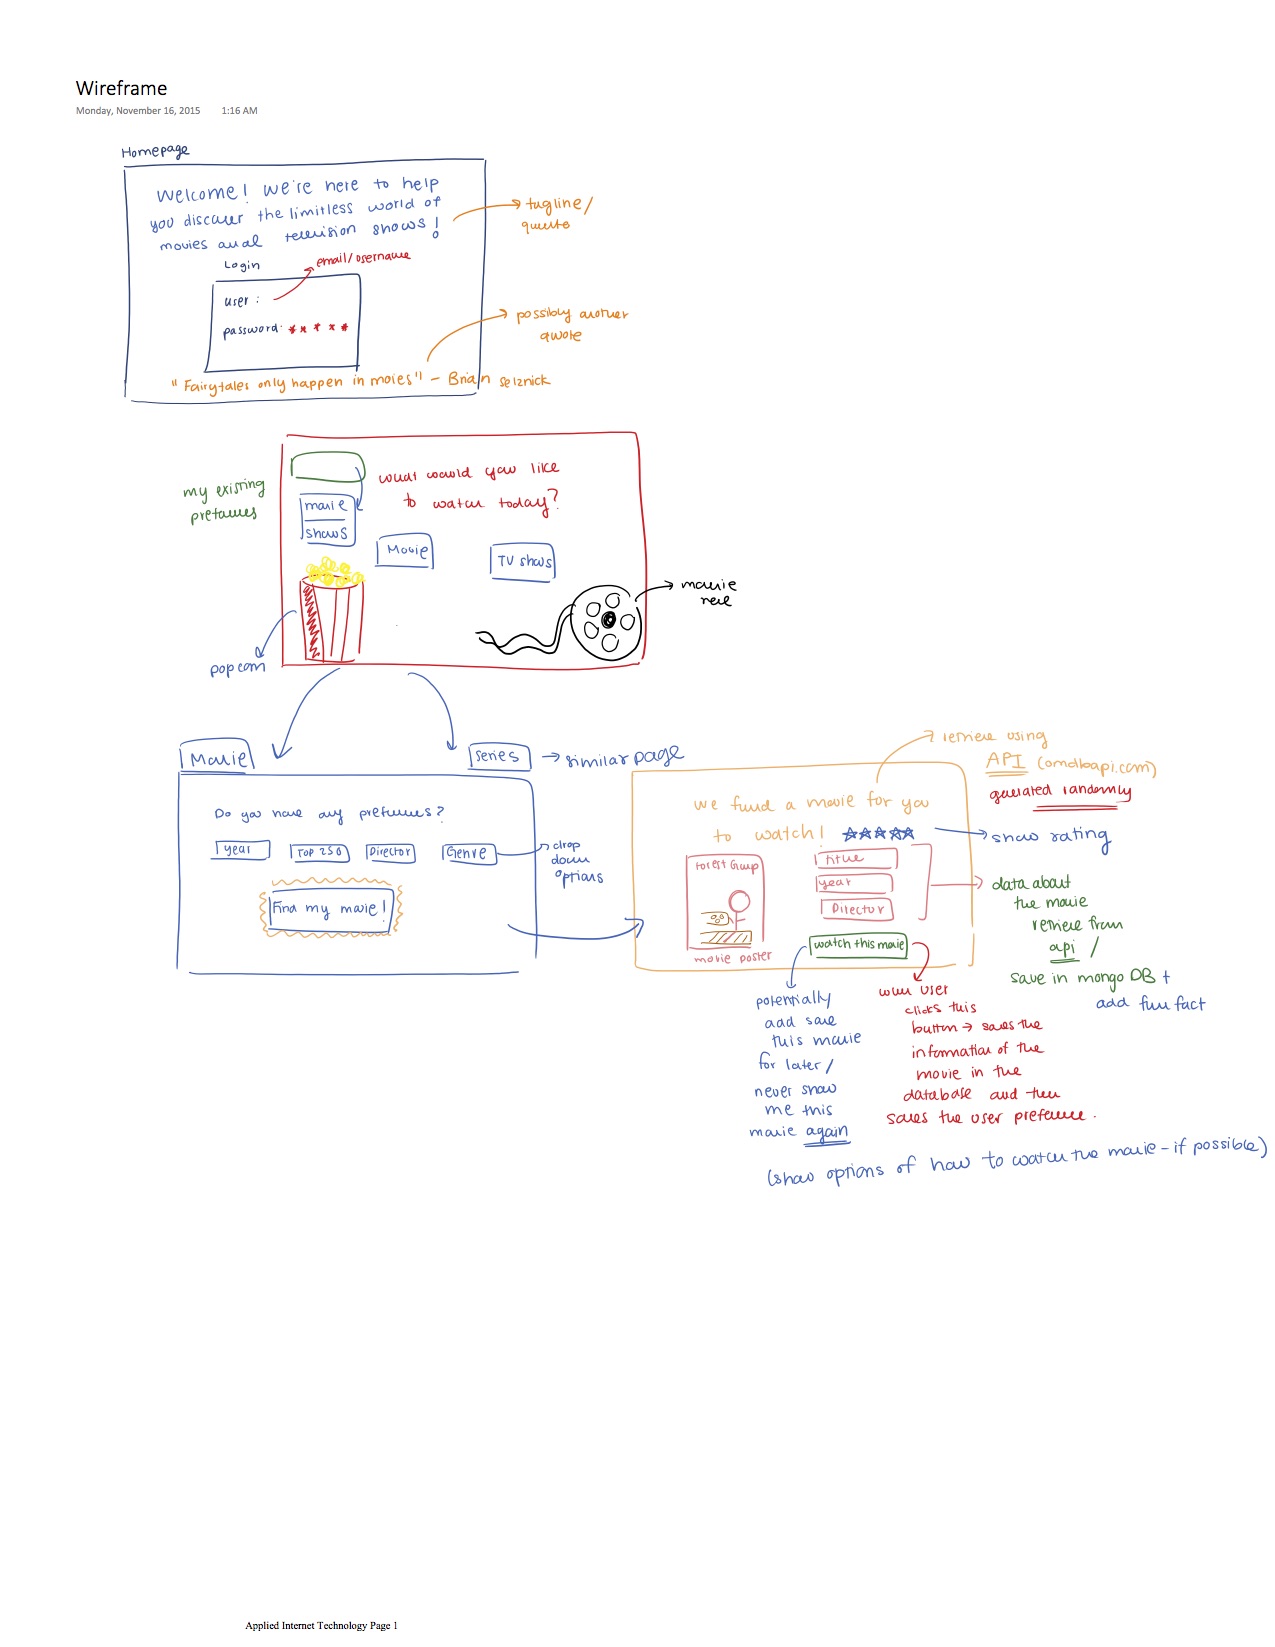 Wireframe
Monday, November 16, 2015 1:16 AM
Homepage
Welcome! We're here to help
you discover the limitless world of
movies and television shows!
tagline/
quote
Login
email/username
user :
password: * * * * *
possibly another
quote
"Fairytales only happen in moies" - Brian Selznick
my existing
prefances
what would you like
to watch today?
movie
shows
Movie
TV shows
movie
reel
popcorn
Movie
series
similar page
Do you have any prefences?
year
Top 250
Director
Genre
drop
down
options
Find my movie!
retrieve using
API (omdbapi.com)
generated randomly
we found a movie for you
to watch!
show rating
Forest Gump
title
year
Director
movie poster
watch this movie
data about
the movie
retrieve from
api /
save in mongo DB +
add fun fact
potentially
add save
this movie
for later/
never show
me this
movie again
when user
clicks this
button → saves the
information of the
movie in the
database and then
saves the user prefence.
(show options of how to watch the movie - if possible)
Applied Internet Technology Page 1